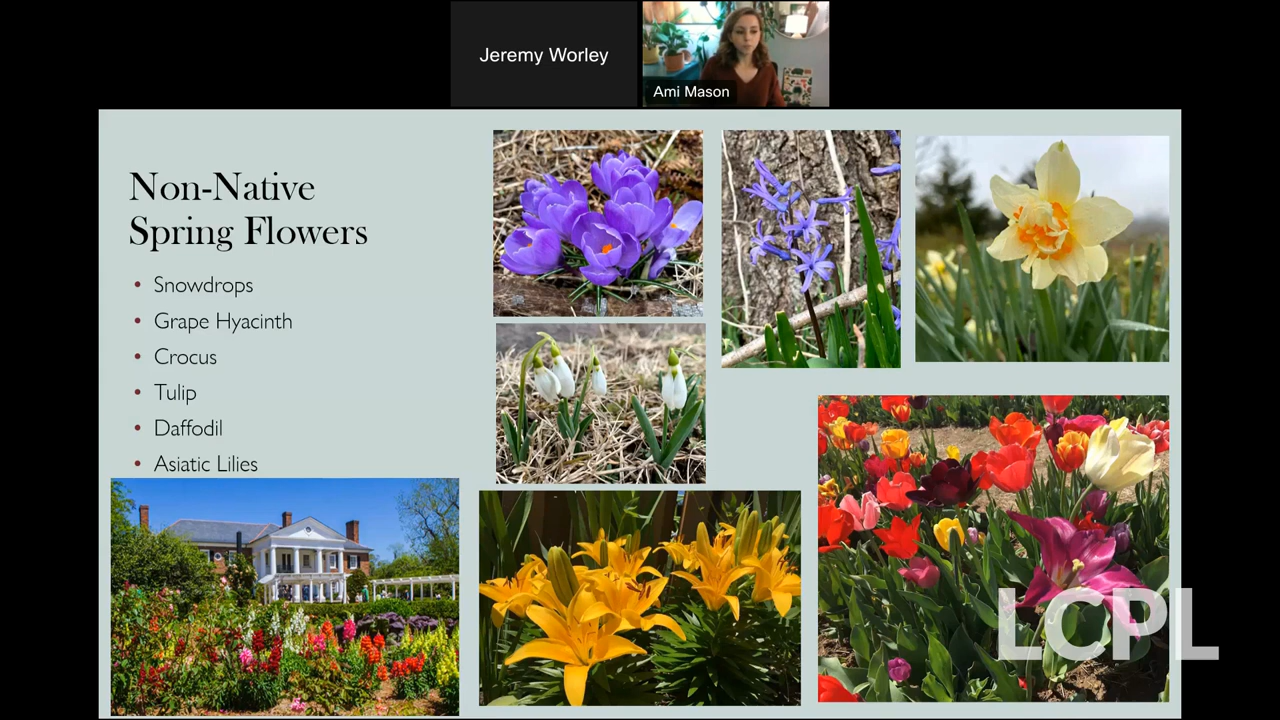 Jeremy Worley
Ami Mason
Non-Native
Spring Flowers
• Snowdrops
• Grape Hyacinth
• Crocus
• Tulip
• Daffodil
• Asiatic Lilies
LCPL